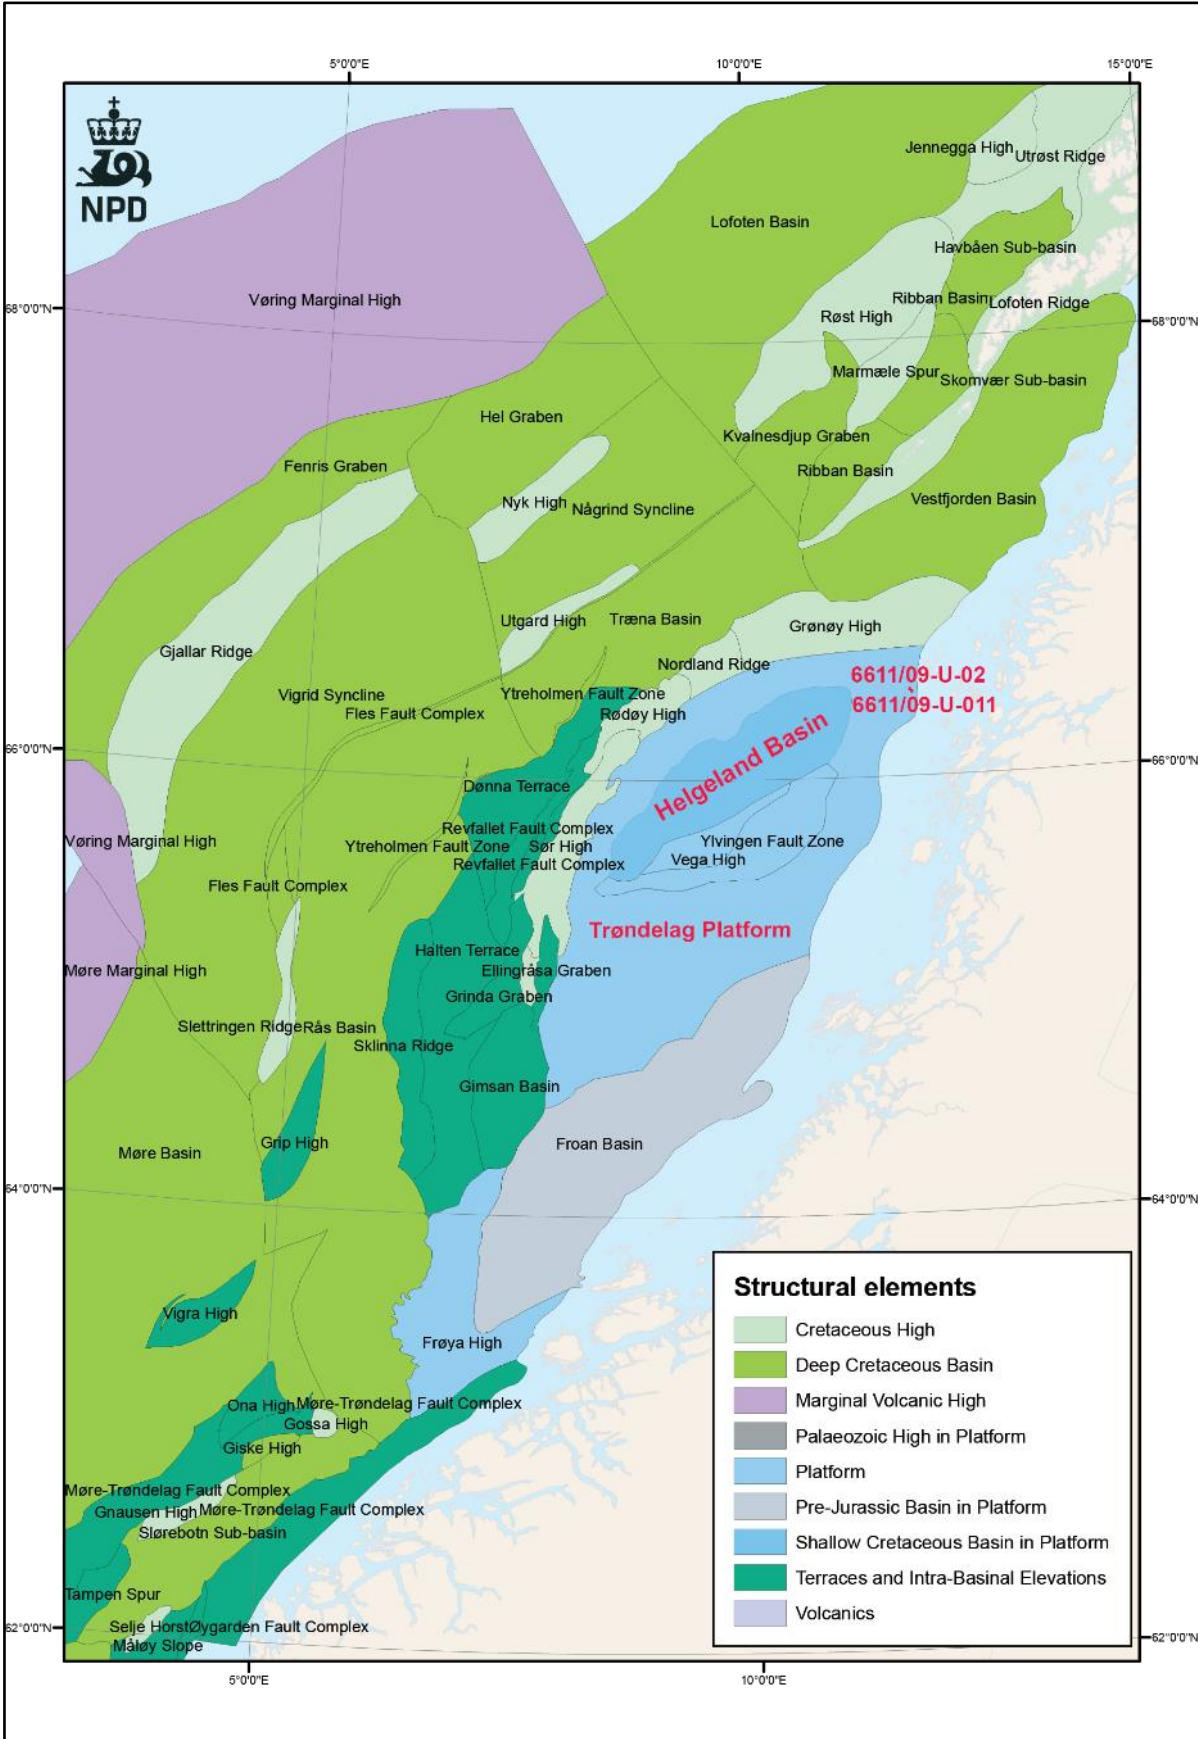 5°0'0"E
10°0'0"E
15°0'0"E
NPD
Jennegga High
Utrøst Ridge
Lofoten Basin
Havbåen Sub-basin
Vøring Marginal High
Ribban Basin
Lofoten Ridge
68°0'0"N
68°0'0"N
Røst High
Marmæle Spur
Skomvær Sub-basin
Hel Graben
Kvalnesdjup Graben
Fenris Graben
Ribban Basin
Nyk High
Någrind Syncline
Vestfjorden Basin
Utgard High
Træna Basin
Grønøy High
Gjallar Ridge
Nordland Ridge
6611/09-U-02
Vigrid Syncline
Ytreholmen Fault Zone
Fles Fault Complex
Rødøy High
6611/09-U-011
66°0'0"N
66°0'0"N
Helgeland Basin
Dønna Terrace
Revfallet Fault Complex
Vøring Marginal High
Ytreholmen Fault Zone
Sør High
Ylvingen Fault Zone
Revfallet Fault Complex
Vega High
Fles Fault Complex
Trøndelag Platform
Halten Terrace
Møre Marginal High
Ellingråsa Graben
Grinda Graben
Slettringen Ridge
Rås Basin
Sklinna Ridge
Gimsan Basin
Grip High
Froan Basin
Møre Basin
64°0'0"N
64°0'0"N
Vigra High
Frøya High
Ona High
Møre-Trøndelag Fault Complex
Gossa High
Giske High
Møre-Trøndelag Fault Complex
Gnausen High
Møre-Trøndelag Fault Complex
Slørebotn Sub-basin
Tampen Spur
Selje Horst
Øygarden Fault Complex
Måløy Slope
62°0'0"N
62°0'0"N
5°0'0"E
10°0'0"E
Structural elements
Cretaceous High
Deep Cretaceous Basin
Marginal Volcanic High
Palaeozoic High in Platform
Platform
Pre-Jurassic Basin in Platform
Shallow Cretaceous Basin in Platform
Terraces and Intra-Basinal Elevations
Volcanics